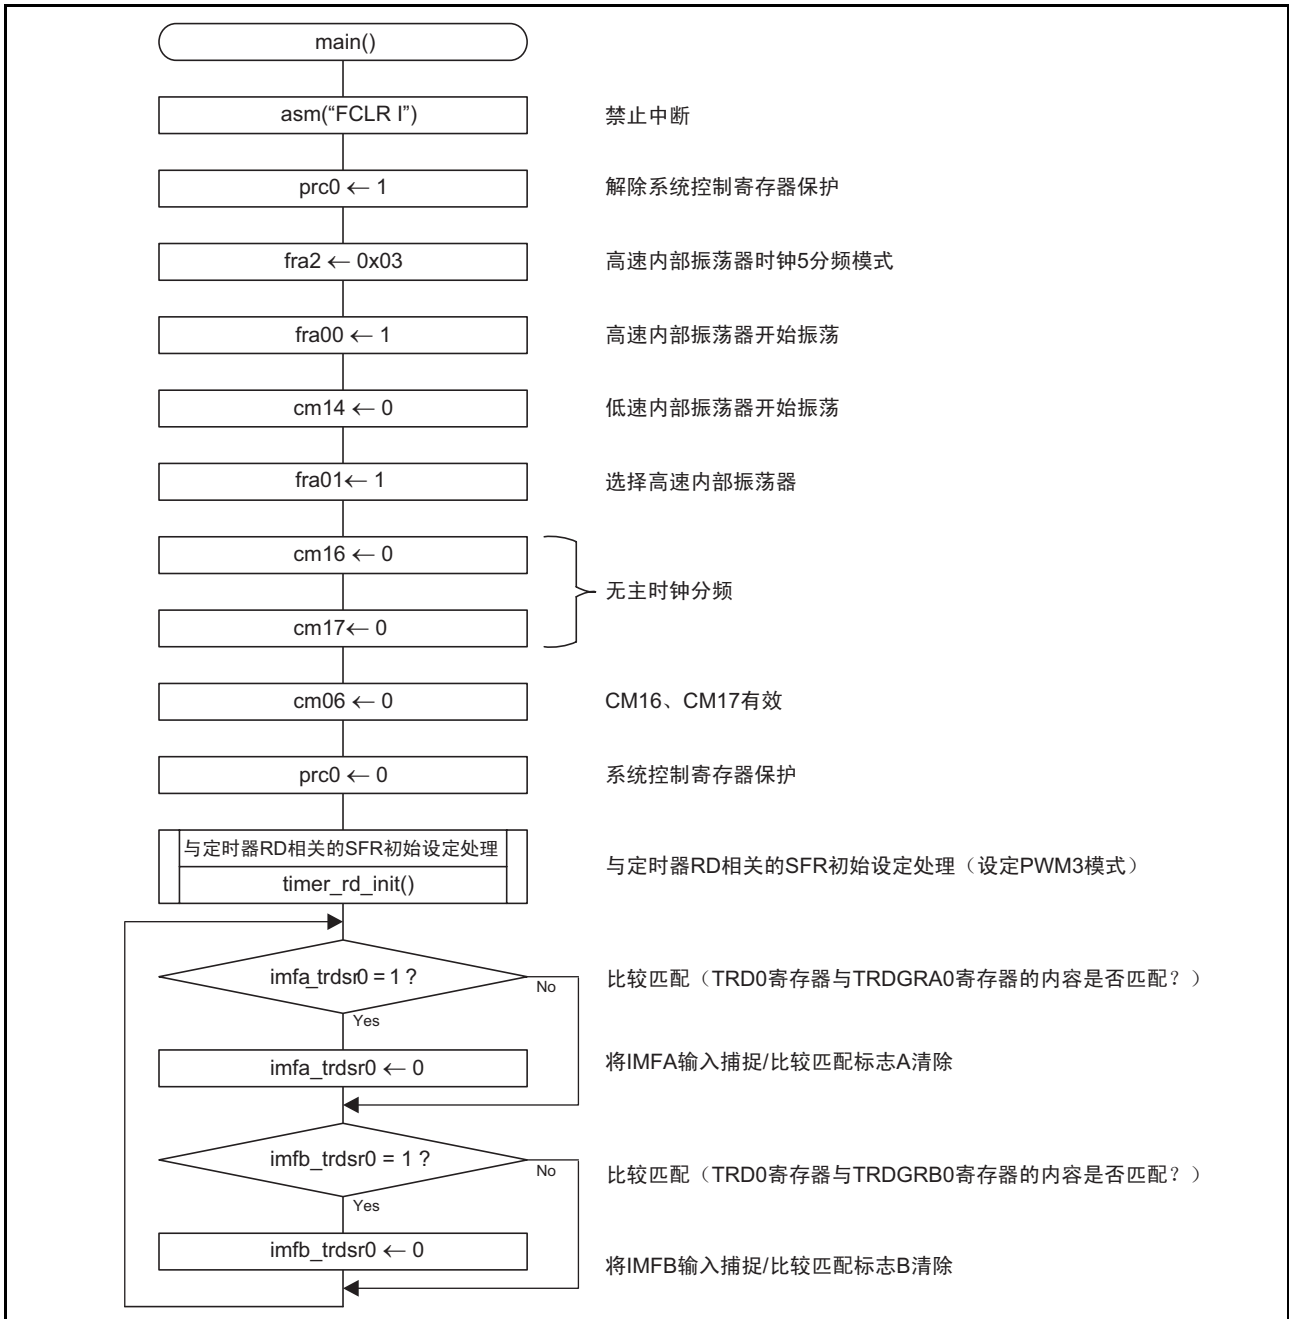 main()
asm(“FCLR I”) 禁止中断
prc0 ← 1 解除系统控制寄存器保护
fra2 ← 0x03 高速内部振荡器时钟5分频模式
fra00 ← 1 高速内部振荡器开始振荡
cm14 ← 0 低速内部振荡器开始振荡
fra01← 1 选择高速内部振荡器
cm16 ← 0
无主时钟分频
cm17← 0
cm06 ← 0 CM16、CM17有效
prc0 ← 0 系统控制寄存器保护
与定时器RD相关的SFR初始设定处理
与定时器RD相关的SFR初始设定处理（设定PWM3模式）
timer_rd_init()
imfa_trdsr0 = 1 ? 比较匹配（TRD0寄存器与TRDGRA0寄存器的内容是否匹配？）
No
Yes
imfa_trdsr0 ← 0 将IMFA输入捕捉/比较匹配标志A清除
imfb_trdsr0 = 1 ? 比较匹配（TRD0寄存器与TRDGRB0寄存器的内容是否匹配？）
No
Yes
imfb_trdsr0 ← 0 将IMFB输入捕捉/比较匹配标志B清除